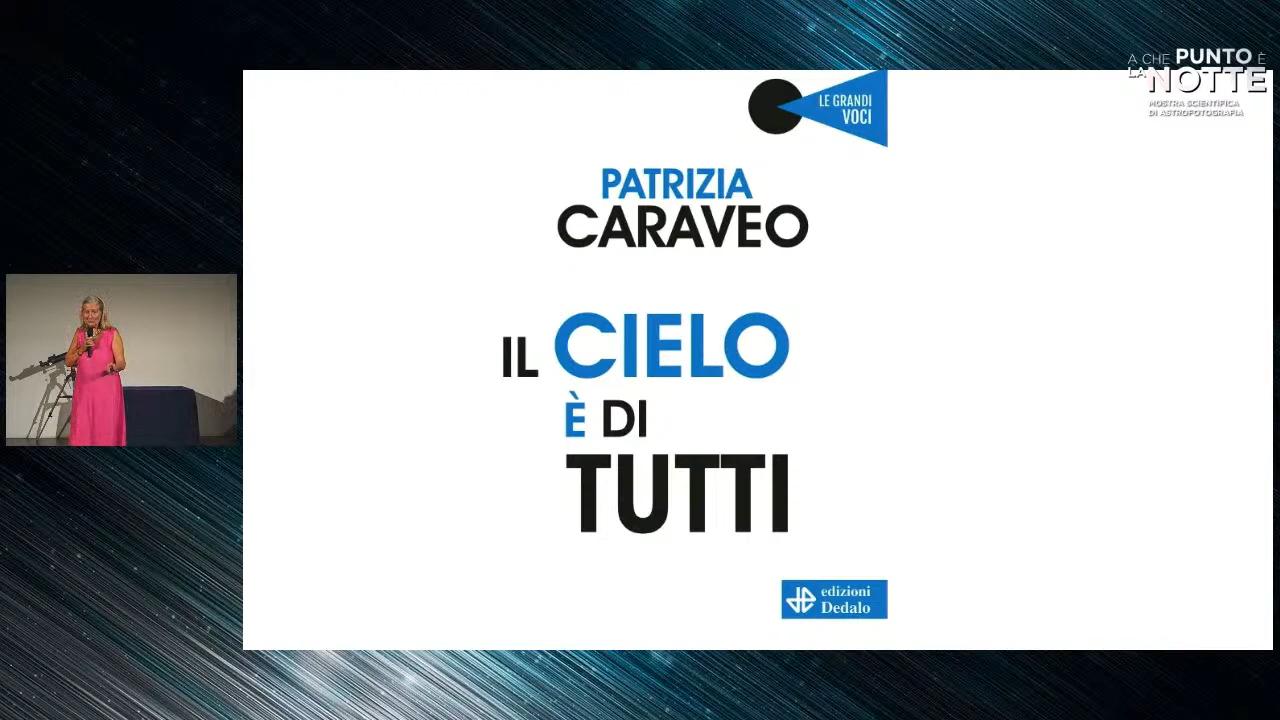 A CHE PUNTO È
LA NOTTE
MOSTRA SCIENTIFICA
DI ASTROFOTOGRAFIA
LE GRANDI
VOCI
PATRIZIA
CARAVEO
IL CIELO
È DI
TUTTI
edizioni
Dedalo